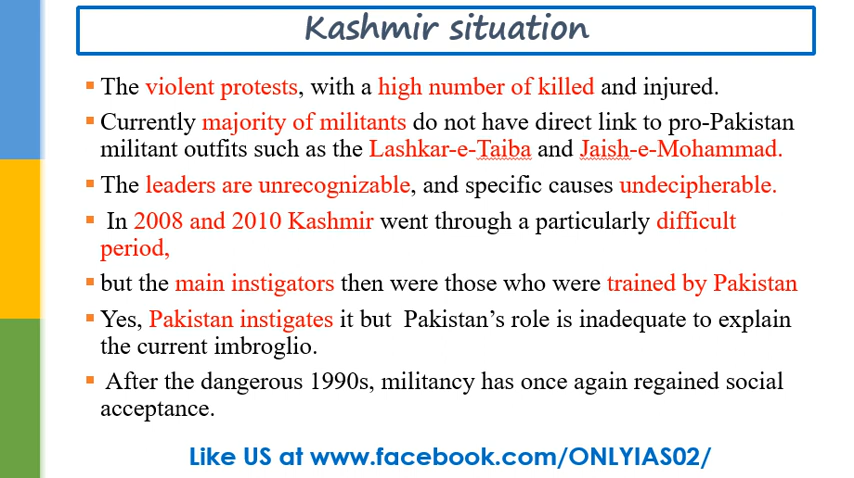 Kashmir situation
The violent protests, with a high number of killed and injured.
Currently majority of militants do not have direct link to pro-Pakistan
militant outfits such as the Lashkar-e-Taiba and Jaish-e-Mohammad.
The leaders are unrecognizable, and specific causes undecipherable.
In 2008 and 2010 Kashmir went through a particularly difficult
period,
but the main instigators then were those who were trained by Pakistan
Yes, Pakistan instigates it but Pakistan's role is inadequate to explain
the current imbroglio.
After the dangerous 1990s, militancy has once again regained social
acceptance.
Like US at www.facebook.com/ONLYIAS02/